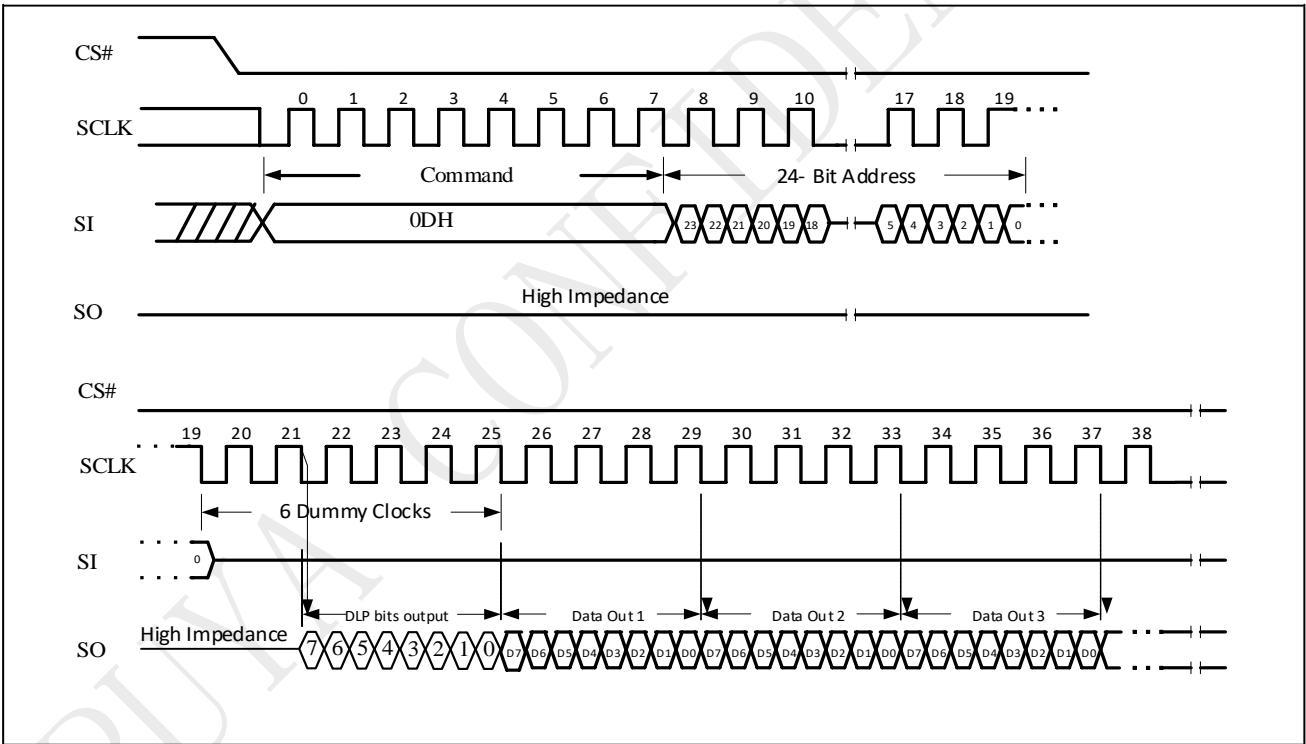 CS#
0 1 2 3 4 5 6 7 8 9 10 17 18 19
SCLK
Command 24- Bit Address
SI 0DH 23 22 21 20 19 18 5 4 3 2 1 0
High Impedance
SO
CS#
19 20 21 22 23 24 25 26 27 28 29 30 31 32 33 34 35 36 37 38
SCLK
6 Dummy Clocks
SI 0
DLP bits output Data Out 1 Data Out 2 Data Out 3
High Impedance
SO 7 6 5 4 3 2 1 0 D7 D6 D5 D4 D3 D2 D1 D0 D7 D6 D5 D4 D3 D2 D1 D0 D7 D6 D5 D4 D3 D2 D1 D0
PUYA CONFIDE